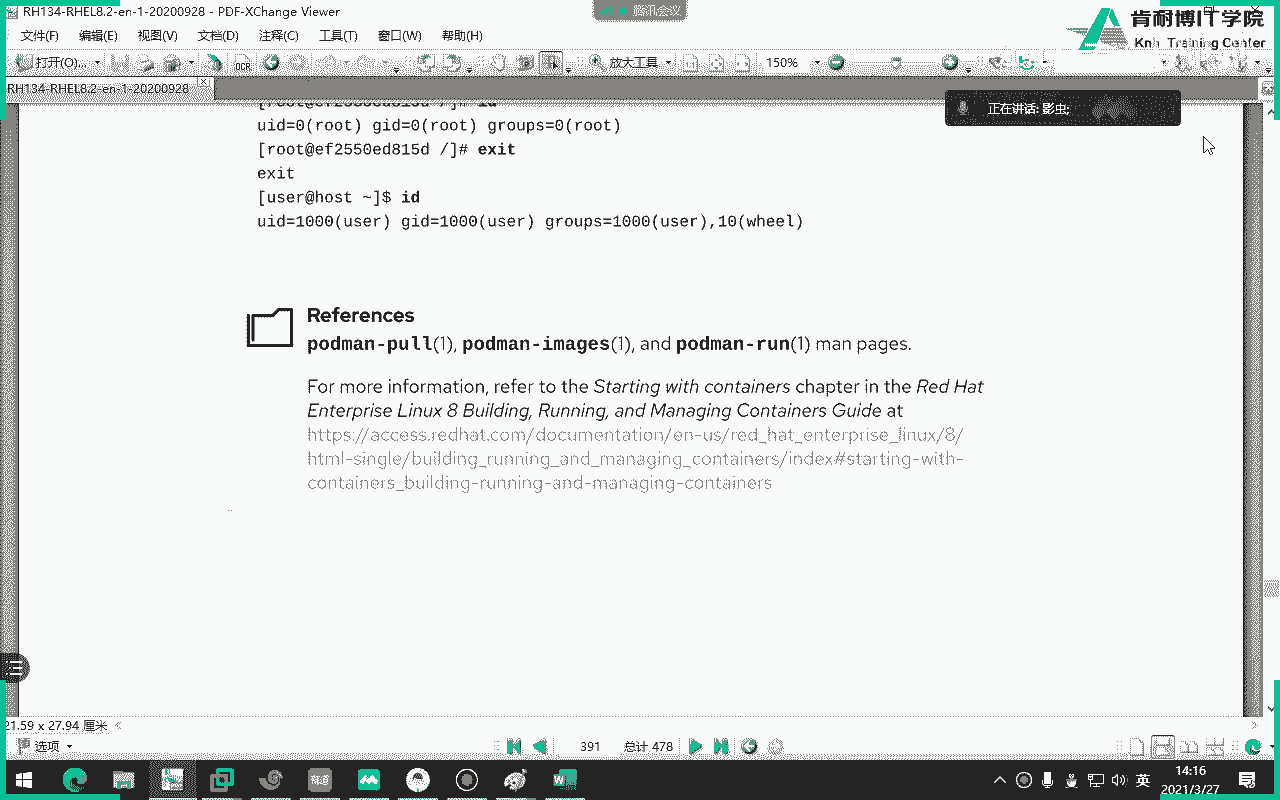 RH134-RHEL8.2-en-1-20200928 - PDF-XChange Viewer
腾讯会议
肯耐博IT学院
Knb Training Center
文件(F) 编辑(E) 视图(V) 文档(D) 注释(C) 工具(T) 窗口(W) 帮助(H)
打开(O)... OCR 放大工具 150%
RH134-RHEL8.2-en-1-20200928
正在讲话: 影虫;
[root@ef2550ed815d /]# id
uid=0(root) gid=0(root) groups=0(root)
[root@ef2550ed815d /]# exit
exit
[user@host ~]$ id
uid=1000(user) gid=1000(user) groups=1000(user),10(wheel)
References
podman-pull(1), podman-images(1), and podman-run(1) man pages.
For more information, refer to the Starting with containers chapter in the Red Hat
Enterprise Linux 8 Building, Running, and Managing Containers Guide at
https://access.redhat.com/documentation/en-us/red_hat_enterprise_linux/8/
html-single/building_running_and_managing_containers/index#starting-with-
containers_building-running-and-managing-containers
21.59 x 27.94 厘米
选项 391 总计 478
英
14:16
2021/3/27